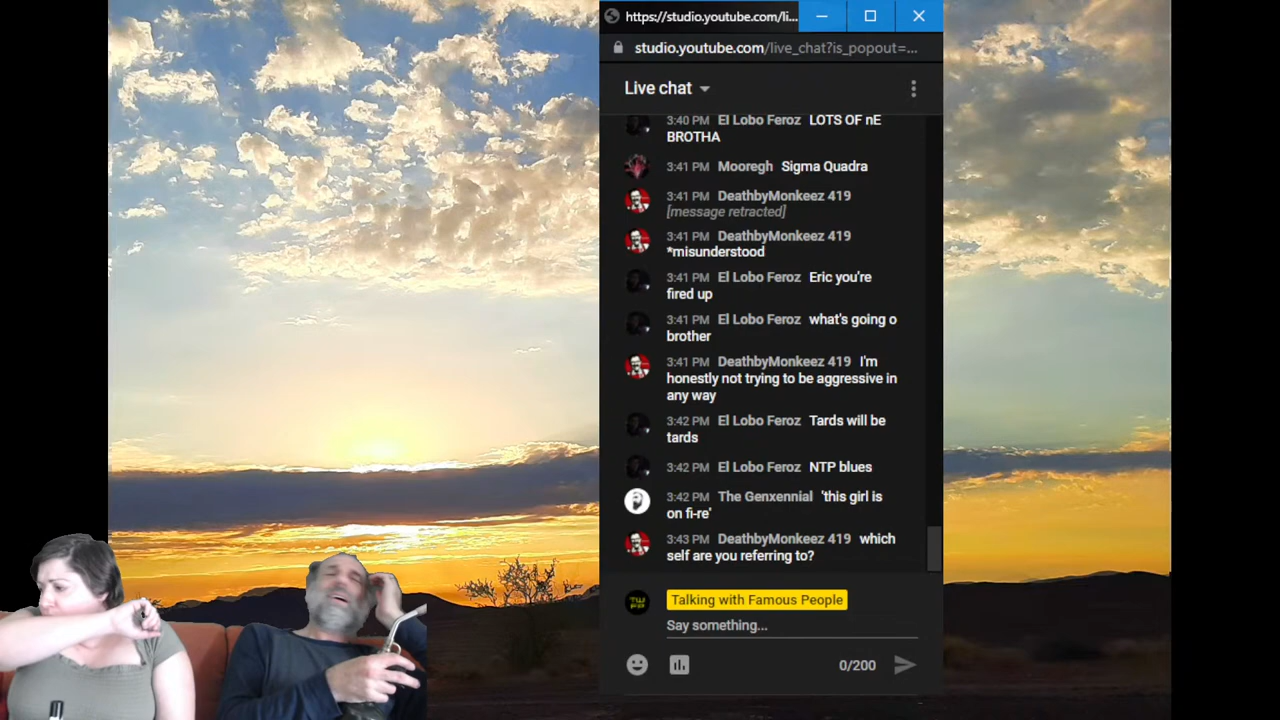 https://studio.youtube.com/li...
studio.youtube.com/live_chat?is_popout=...
Live chat
3:40 PM El Lobo Feroz LOTS OF nE
BROTHA
3:41 PM Mooregh Sigma Quadra
3:41 PM DeathbyMonkeez 419
[message retracted]
3:41 PM DeathbyMonkeez 419
*misunderstood
3:41 PM El Lobo Feroz Eric you're
fired up
3:41 PM El Lobo Feroz what's going o
brother
3:41 PM DeathbyMonkeez 419 I'm
honestly not trying to be aggressive in
any way
3:42 PM El Lobo Feroz Tards will be
tards
3:42 PM El Lobo Feroz NTP blues
3:42 PM The Genxennial 'this girl is
on fi-re'
3:43 PM DeathbyMonkeez 419 which
self are you referring to?
Talking with Famous People
Say something...
0/200